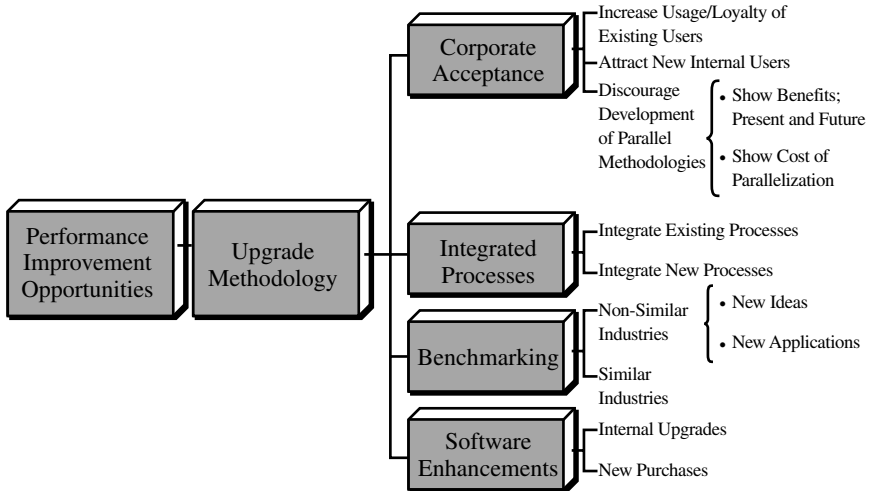 Performance
Improvement
Opportunities
Upgrade
Methodology
Corporate
Acceptance
Increase Usage/Loyalty of
Existing Users
Attract New Internal Users
Discourage
Development
of Parallel
Methodologies
• Show Benefits;
Present and Future
• Show Cost of
Parallelization
Integrated
Processes
Integrate Existing Processes
Integrate New Processes
Benchmarking
Non-Similar
Industries
• New Ideas
• New Applications
Similar
Industries
Software
Enhancements
Internal Upgrades
New Purchases